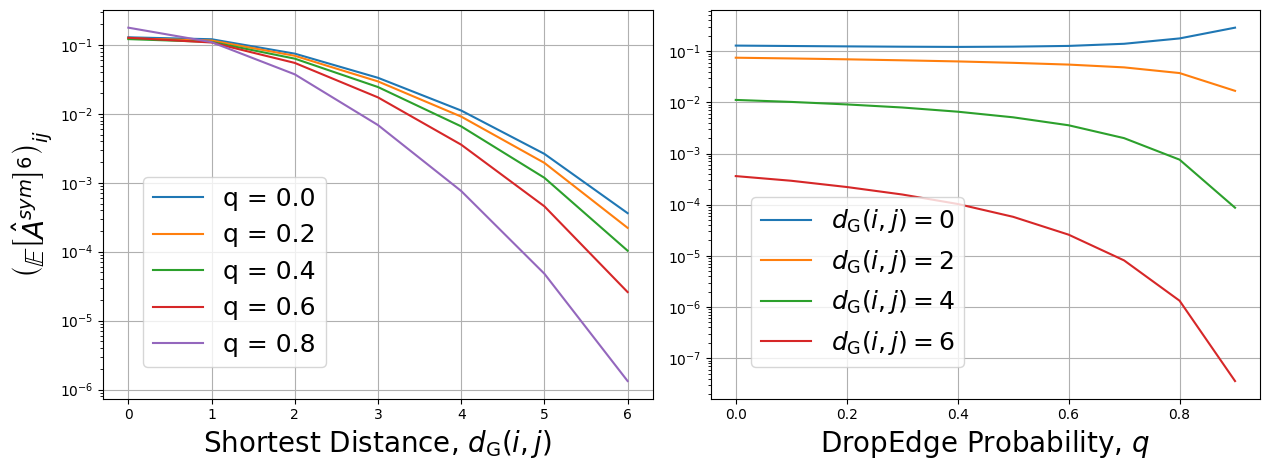 (𝔼[Â^sym]^6)_ij
10^−1
10^−2
10^−3
10^−4
10^−5
10^−6
q = 0.0
q = 0.2
q = 0.4
q = 0.6
q = 0.8
0 1 2 3 4 5 6
Shortest Distance, d_G(i, j)
10^−1
10^−2
10^−3
10^−4
10^−5
10^−6
10^−7
d_G(i, j) = 0
d_G(i, j) = 2
d_G(i, j) = 4
d_G(i, j) = 6
0.0 0.2 0.4 0.6 0.8
DropEdge Probability, q